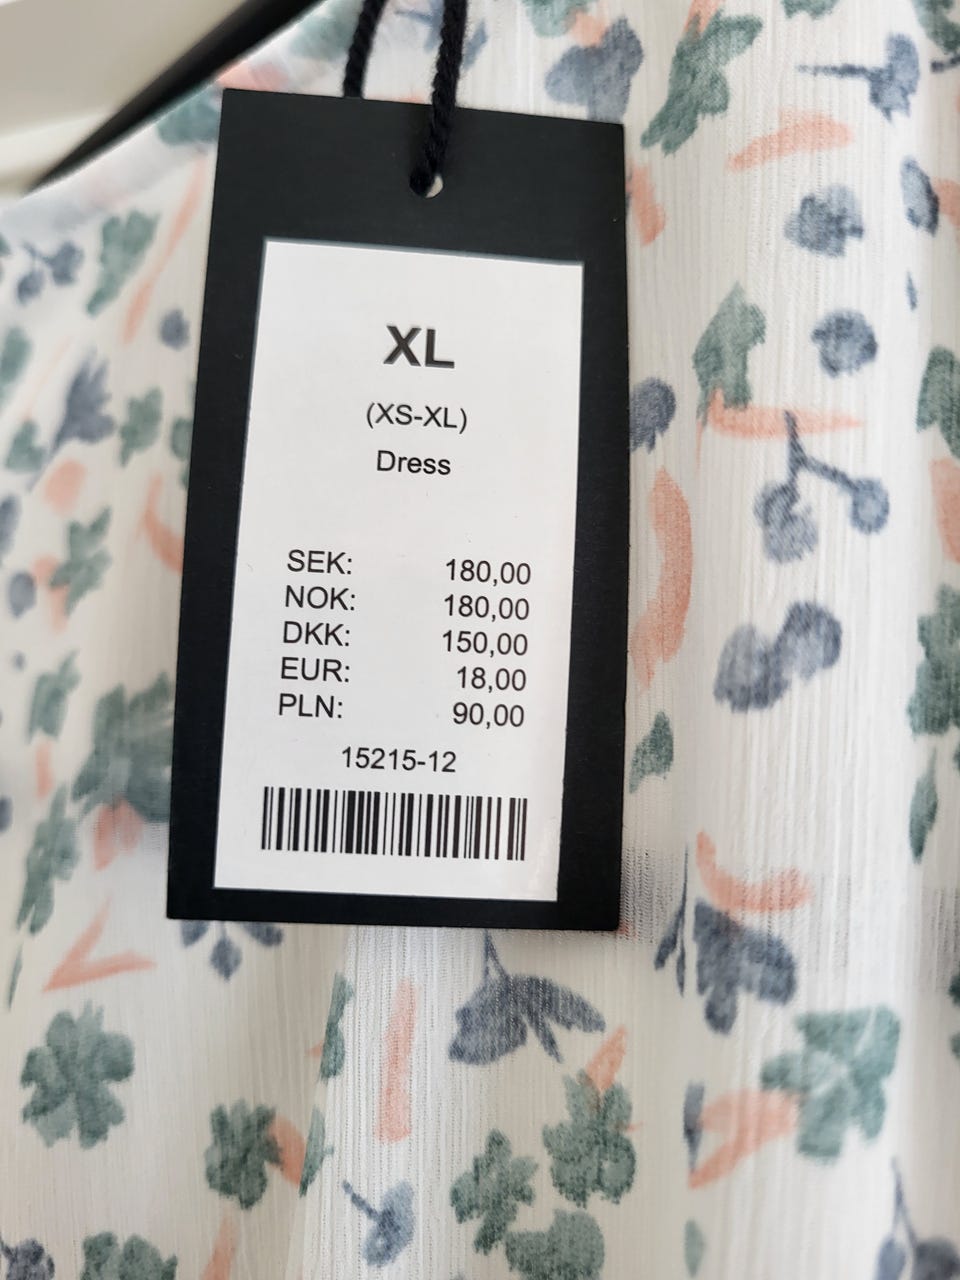 XL
(XS-XL)
Dress
SEK: 180,00
NOK: 180,00
DKK: 150,00
EUR: 18,00
PLN: 90,00
15215-12